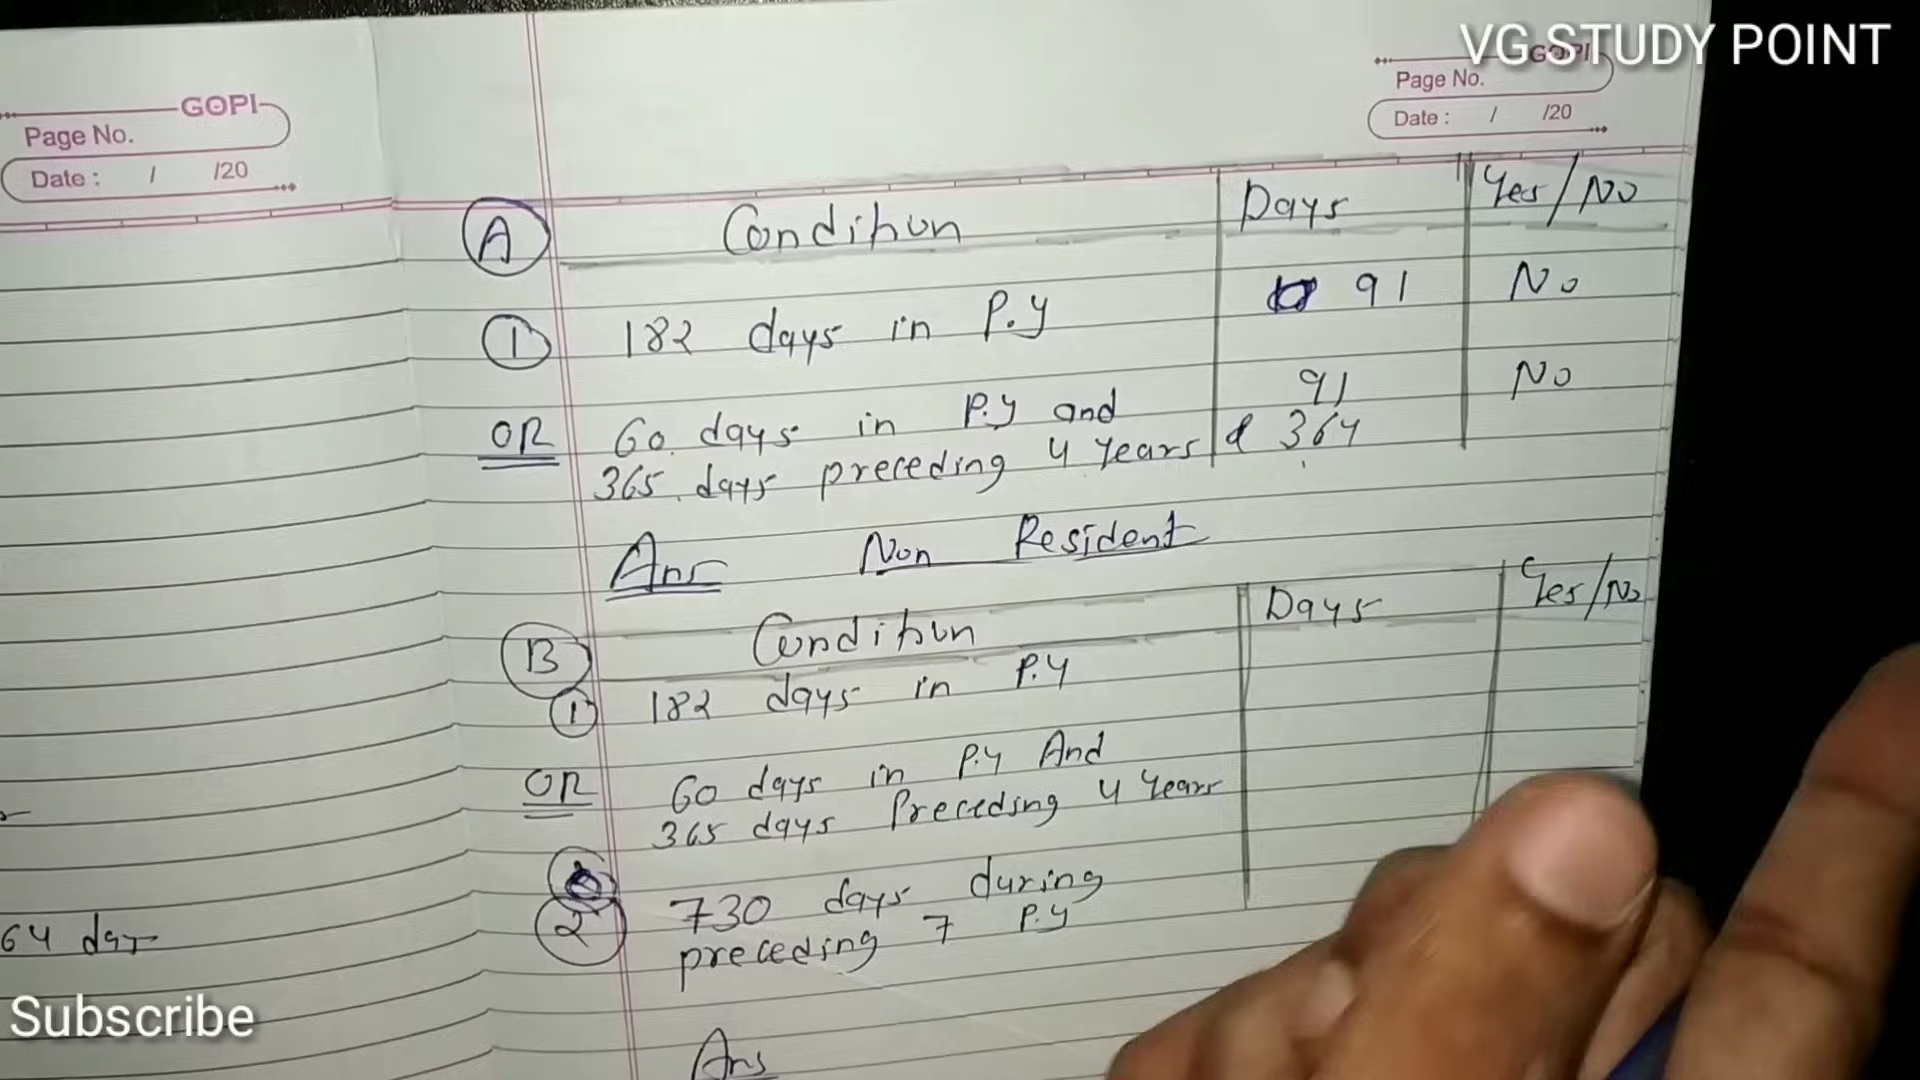 VG STUDY POINT
GOPI
Page No.
Date : / /20
GOPI
Page No.
Date : / /20
A Condition Days Yes/No
1 182 days in P.Y 91 No
OR 60 days in P.Y and 91 No
365 days preceding 4 Years & 364
Ans Non Resident
B Condition Days Yes/No
1 182 days in P.Y
OR 60 days in P.Y And
365 days Preceding 4 Years
2 730 days during
preceding 7 P.Y
64 day
Ans
Subscribe